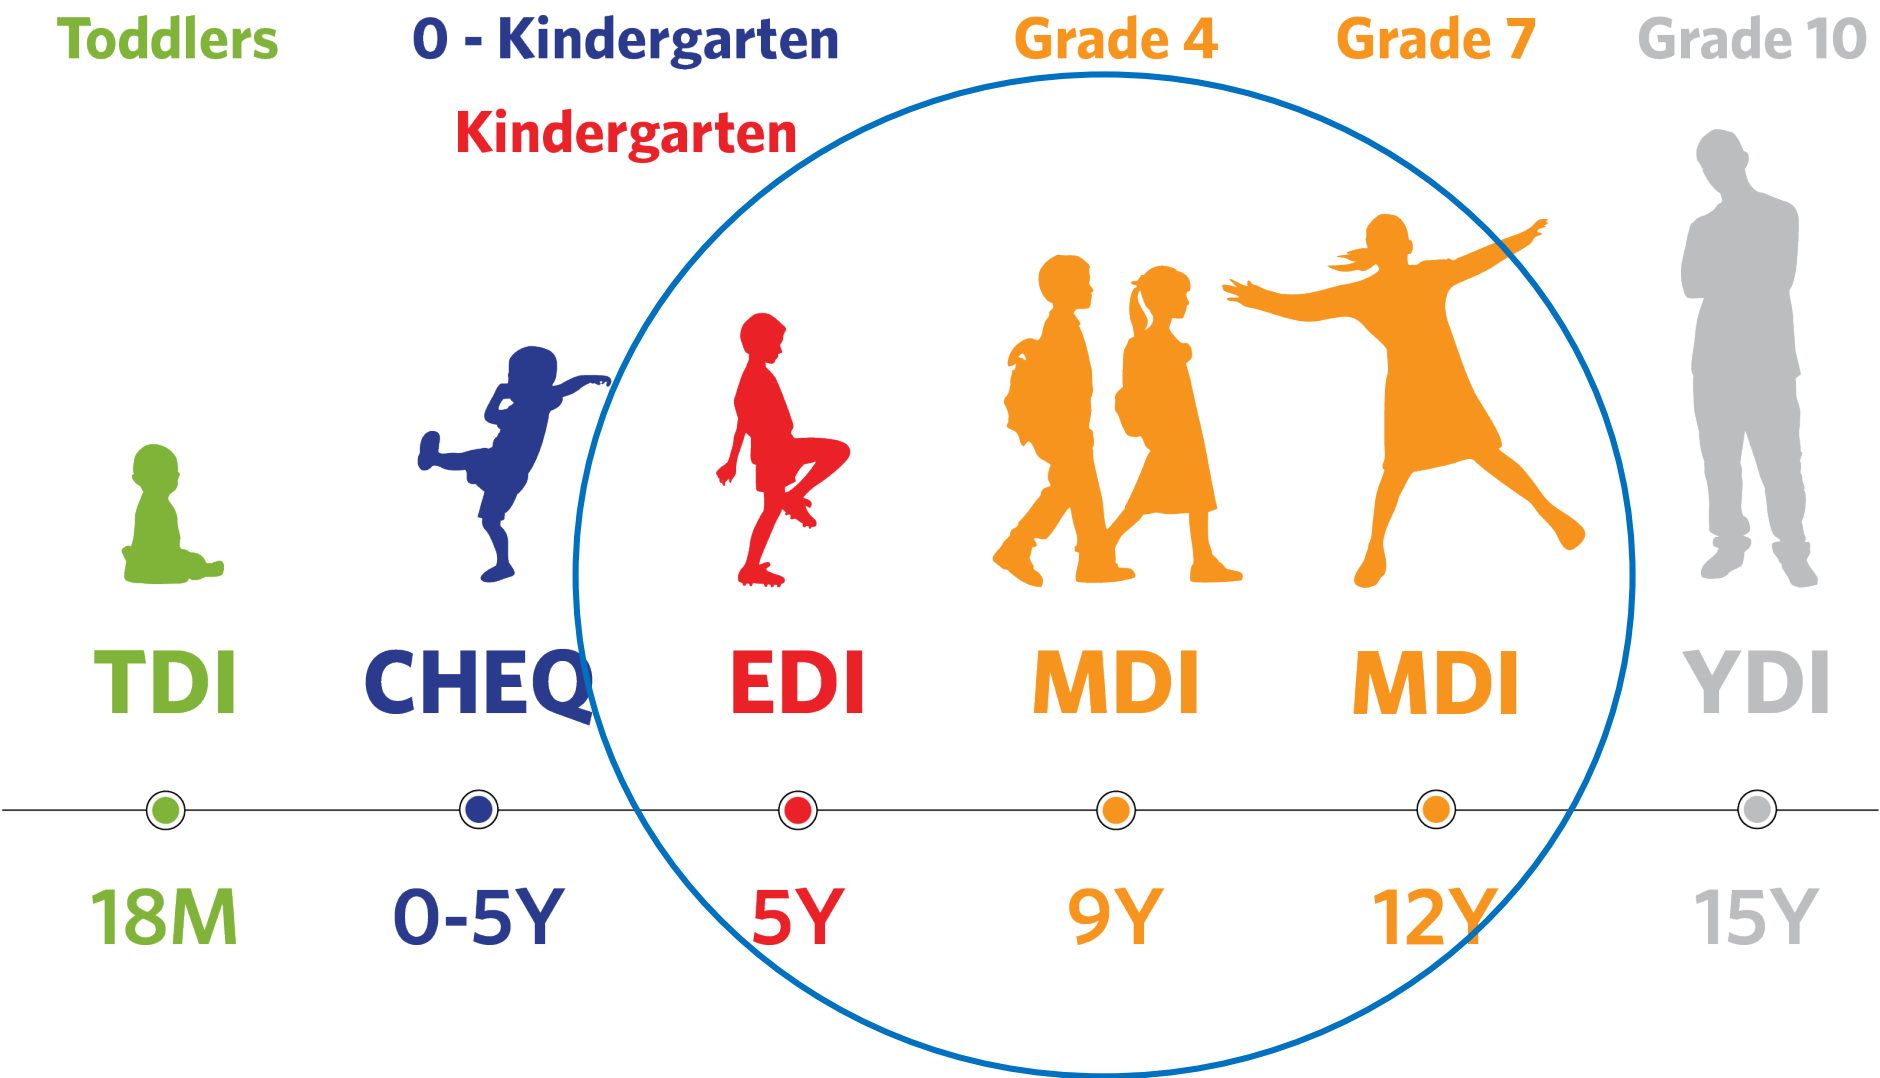 Toddlers
0 - Kindergarten
Grade 4
Grade 7
Grade 10
Kindergarten
TDI
CHEQ
EDI
MDI
MDI
YDI
18M
0-5Y
5Y
9Y
12Y
15Y